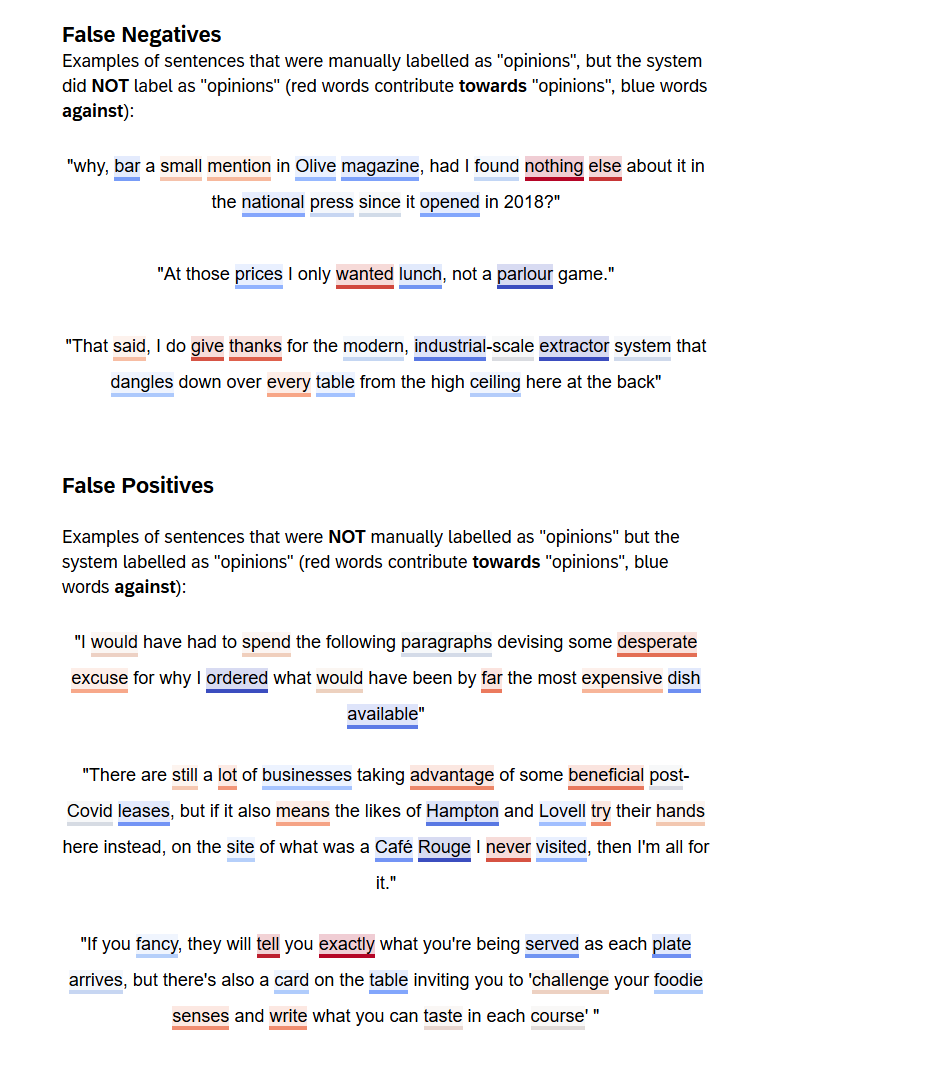 False Negatives
Examples of sentences that were manually labelled as "opinions", but the system
did NOT label as "opinions" (red words contribute towards "opinions", blue words
against):
"why, bar a small mention in Olive magazine, had I found nothing else about it in
the national press since it opened in 2018?"
"At those prices I only wanted lunch, not a parlour game."
"That said, I do give thanks for the modern, industrial-scale extractor system that
dangles down over every table from the high ceiling here at the back"
False Positives
Examples of sentences that were NOT manually labelled as "opinions" but the
system labelled as "opinions" (red words contribute towards "opinions", blue
words against):
"I would have had to spend the following paragraphs devising some desperate
excuse for why I ordered what would have been by far the most expensive dish
available"
"There are still a lot of businesses taking advantage of some beneficial post-
Covid leases, but if it also means the likes of Hampton and Lovell try their hands
here instead, on the site of what was a Café Rouge I never visited, then I'm all for
it."
"If you fancy, they will tell you exactly what you're being served as each plate
arrives, but there's also a card on the table inviting you to 'challenge your foodie
senses and write what you can taste in each course' "